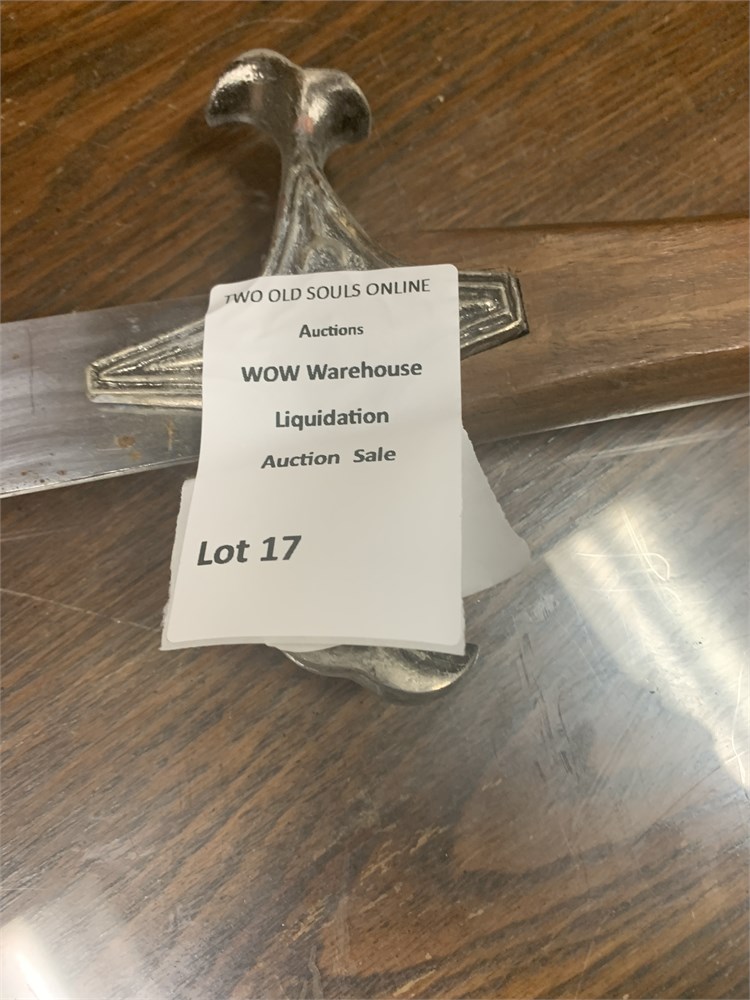 TWO OLD SOULS ONLINE
Auctions
WOW Warehouse
Liquidation
Auction Sale
Lot 17